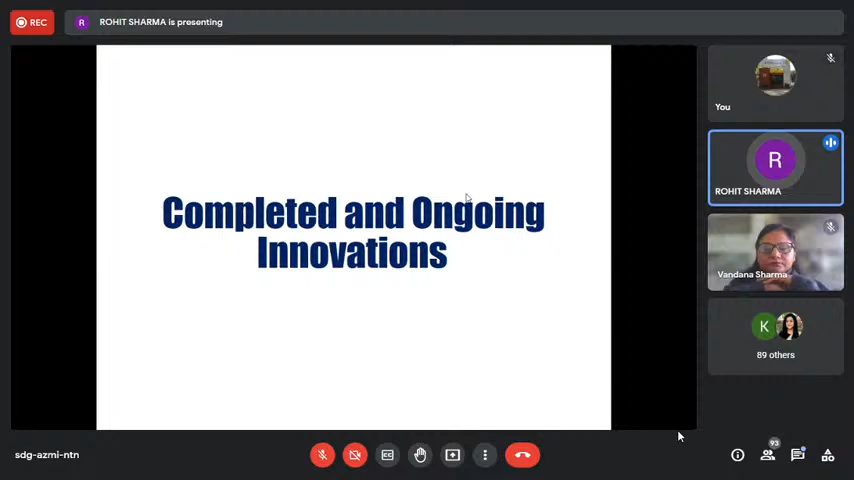 REC
R
ROHIT SHARMA is presenting
Completed and Ongoing
Innovations
You
R
ROHIT SHARMA
Vandana Sharma
K
89 others
sdg-azmi-ntn
CC
93